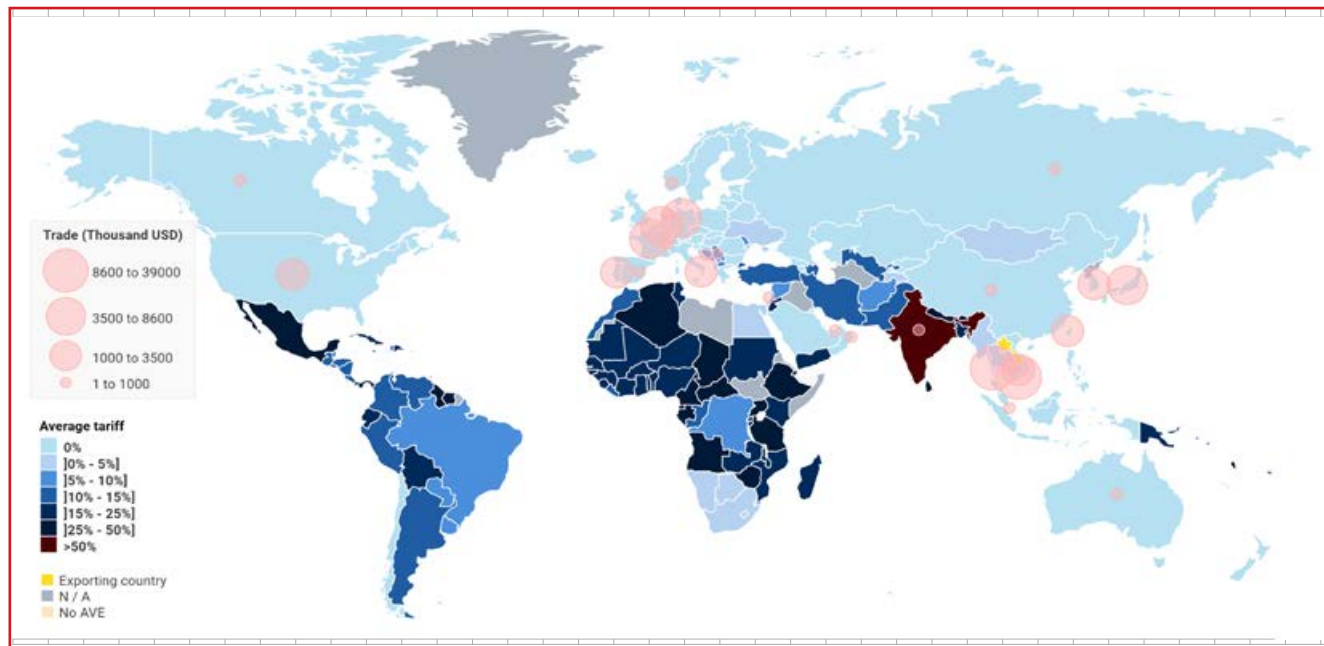 Trade (Thousand USD)
8600 to 39000
3500 to 8600
1000 to 3500
1 to 1000
Average tariff
0%
]0% - 5%]
]5% - 10%]
]10% - 15%]
]15% - 25%]
]25% - 50%]
>50%
Exporting country
N / A
No AVE